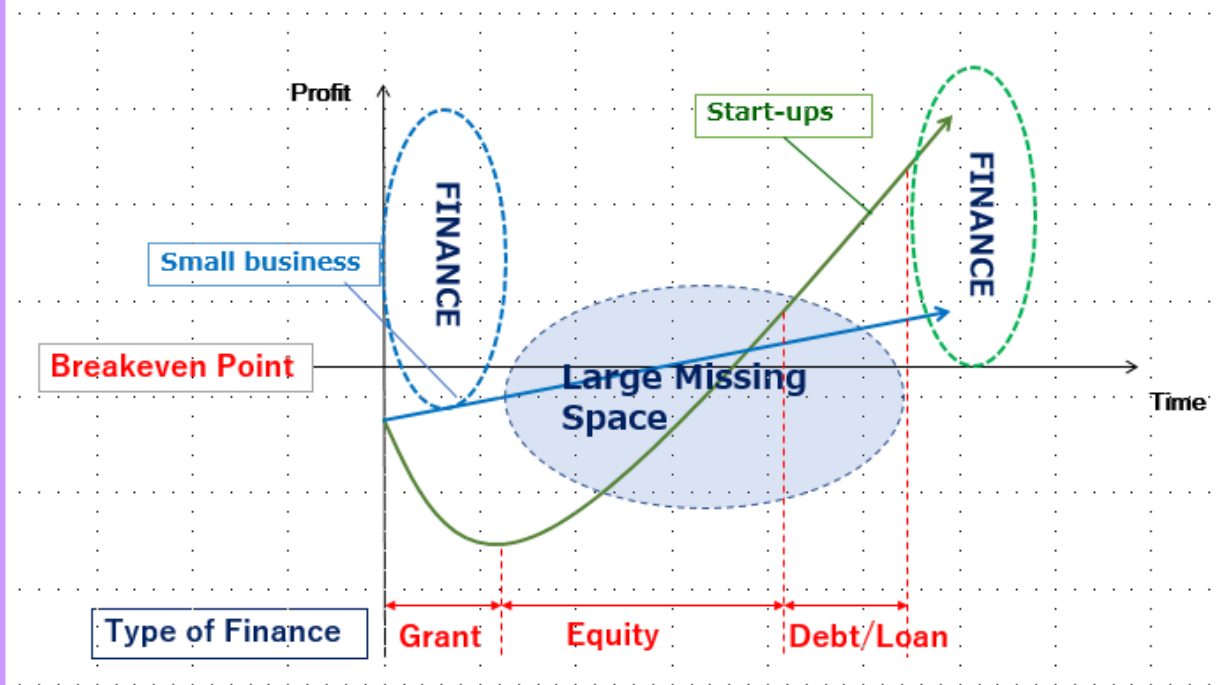 Profit
Start-ups
FINANCE
FINANCE
Small business
Breakeven Point
Large Missing
Space
Time
Type of Finance
Grant
Equity
Debt/Loan